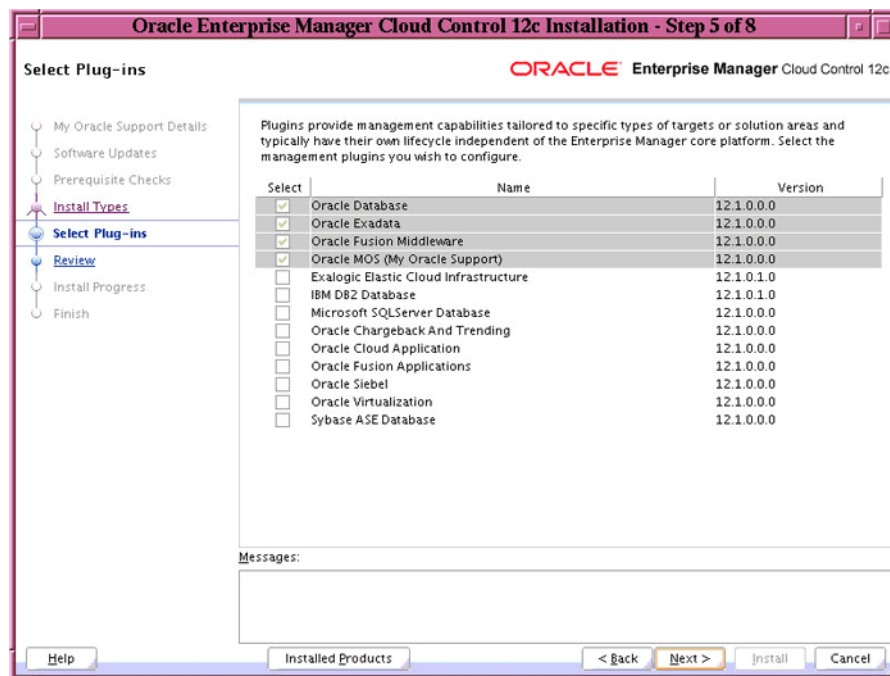 Oracle Enterprise Manager Cloud Control 12c Installation - Step 5 of 8
Select Plug-ins
ORACLE Enterprise Manager Cloud Control 12c
My Oracle Support Details
Software Updates
Prerequisite Checks
Install Types
Select Plug-ins
Review
Install Progress
Finish
Plugins provide management capabilities tailored to specific types of targets or solution areas and
typically have their own lifecycle independent of the Enterprise Manager core platform. Select the
management plugins you wish to configure.
Select Name Version
Oracle Database 12.1.0.0.0
Oracle Exadata 12.1.0.0.0
Oracle Fusion Middleware 12.1.0.0.0
Oracle MOS (My Oracle Support) 12.1.0.0.0
Exalogic Elastic Cloud Infrastructure 12.1.0.1.0
IBM DB2 Database 12.1.0.1.0
Microsoft SQLServer Database 12.1.0.0.0
Oracle Chargeback And Trending 12.1.0.0.0
Oracle Cloud Application 12.1.0.0.0
Oracle Fusion Applications 12.1.0.0.0
Oracle Siebel 12.1.0.0.0
Oracle Virtualization 12.1.0.0.0
Sybase ASE Database 12.1.0.0.0
Messages:
Help Installed Products < Back Next > Install Cancel